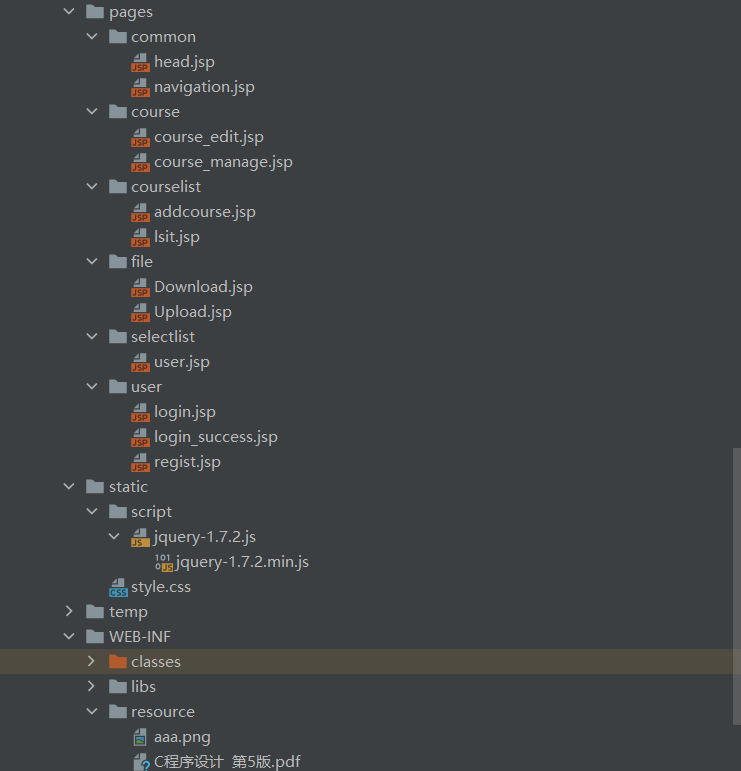 pages
common
head.jsp
navigation.jsp
course
course_edit.jsp
course_manage.jsp
courselist
addcourse.jsp
lsit.jsp
file
Download.jsp
Upload.jsp
selectlist
user.jsp
user
login.jsp
login_success.jsp
regist.jsp
static
script
jquery-1.7.2.js
jquery-1.7.2.min.js
style.css
temp
WEB-INF
classes
libs
resource
aaa.png
C程序设计 第5版.pdf